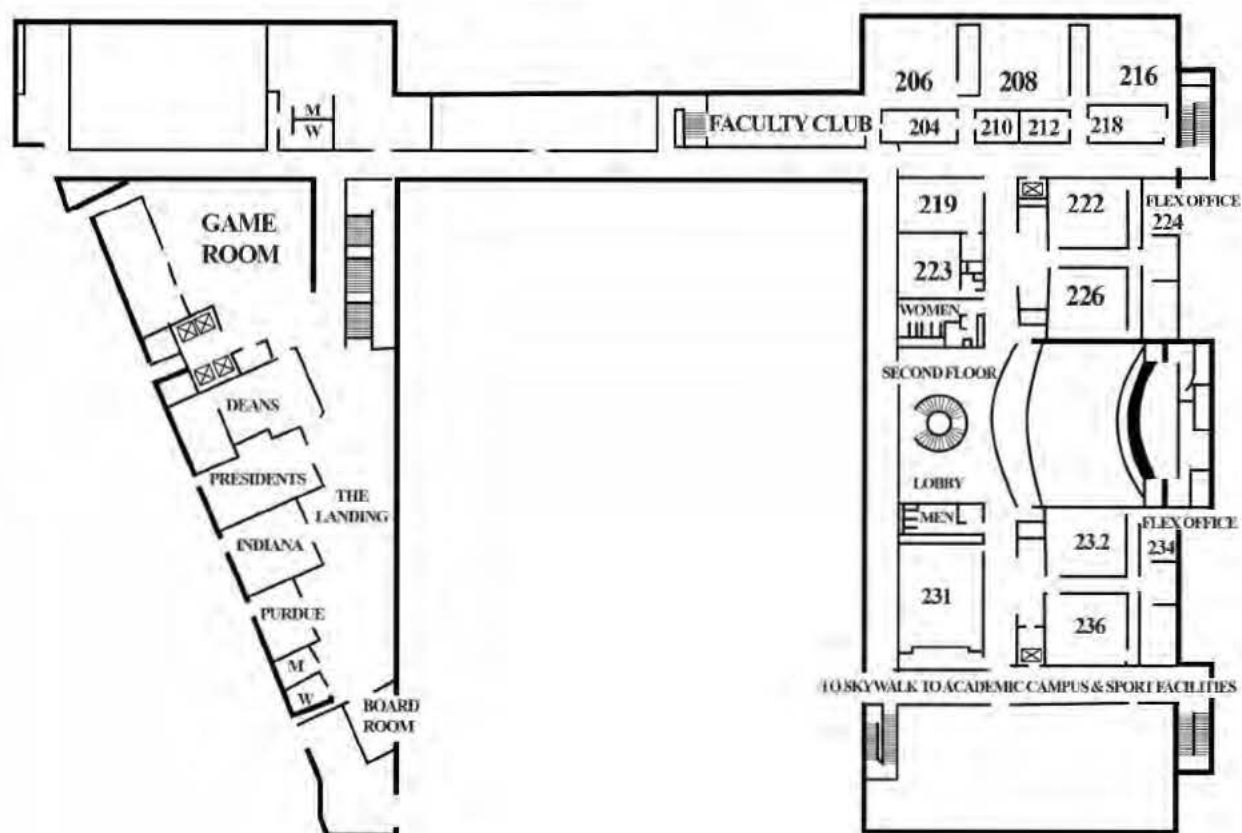 206
208
216
M
W
FACULTY CLUB
204
210
212
218
GAME
ROOM
219
222
FLEX OFFICE
224
223
226
WOMEN
SECOND FLOOR
DEANS
PRESIDENTS
LOBBY
THE
LANDING
MEN
FLEX OFFICE
INDIANA
23.2
234
231
PURDUE
236
M
W
TO SKYWALK TO ACADEMIC CAMPUS & SPORT FACILITIES
BOARD
ROOM